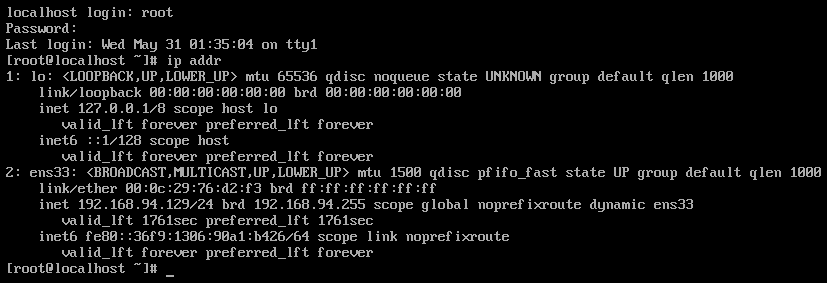 localhost login: root
Password:
Last login: Wed May 31 01:35:04 on tty1
[root@localhost ~]# ip addr
1: lo: <LOOPBACK,UP,LOWER_UP> mtu 65536 qdisc noqueue state UNKNOWN group default qlen 1000
    link/loopback 00:00:00:00:00:00 brd 00:00:00:00:00:00
    inet 127.0.0.1/8 scope host lo
       valid_lft forever preferred_lft forever
    inet6 ::1/128 scope host
       valid_lft forever preferred_lft forever
2: ens33: <BROADCAST,MULTICAST,UP,LOWER_UP> mtu 1500 qdisc pfifo_fast state UP group default qlen 1000
    link/ether 00:0c:29:76:d2:f3 brd ff:ff:ff:ff:ff:ff
    inet 192.168.94.129/24 brd 192.168.94.255 scope global noprefixroute dynamic ens33
       valid_lft 1761sec preferred_lft 1761sec
    inet6 fe80::36f9:1306:90a1:b426/64 scope link noprefixroute
       valid_lft forever preferred_lft forever
[root@localhost ~]# _